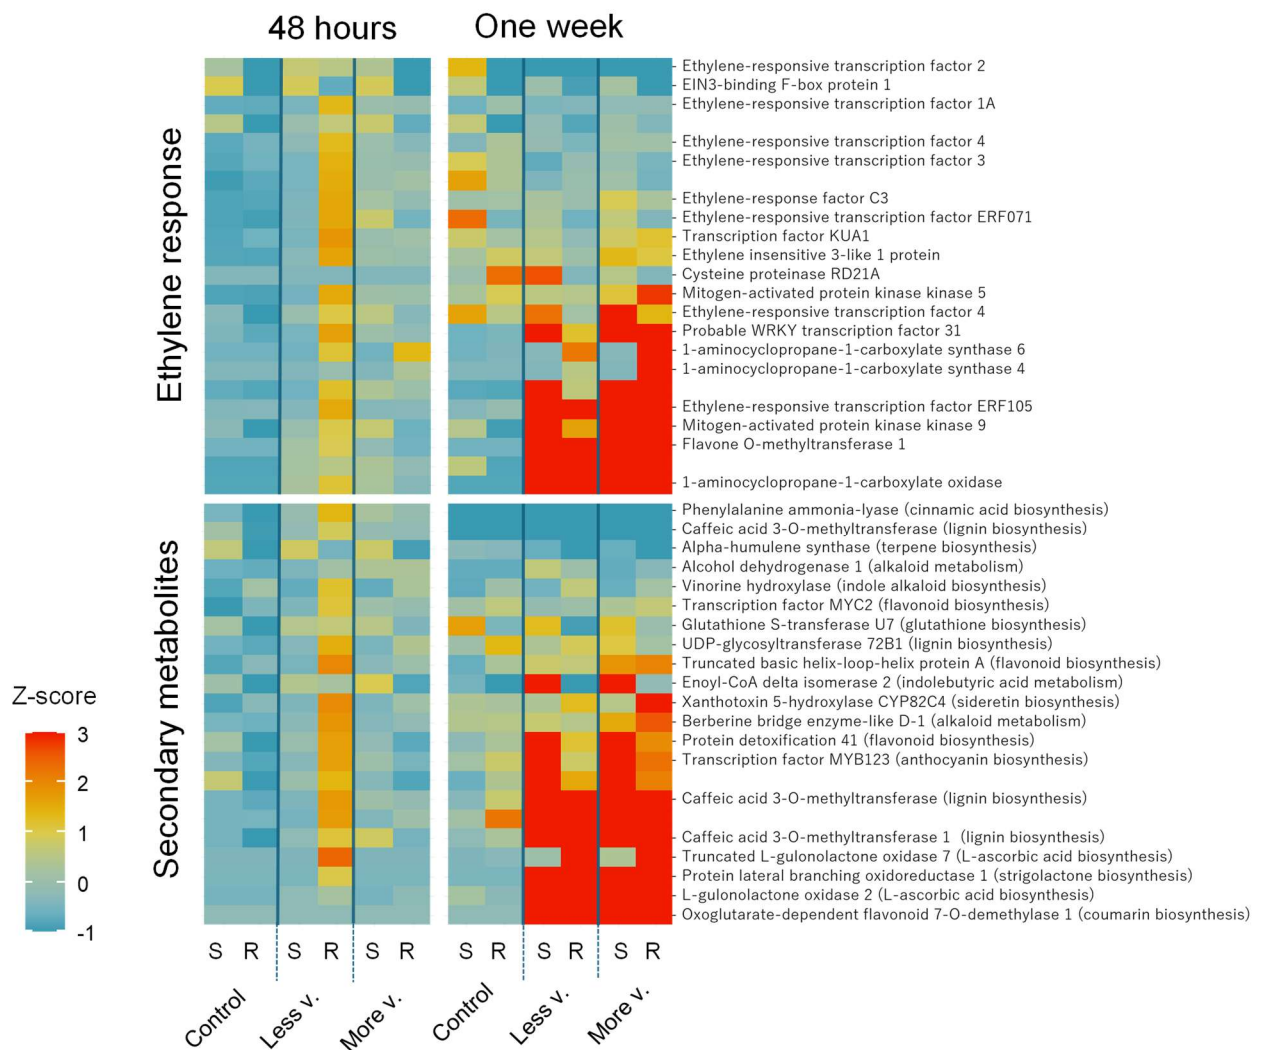 48 hours
One week
Ethylene response
Ethylene-responsive transcription factor 2
EIN3-binding F-box protein 1
Ethylene-responsive transcription factor 1A
Ethylene-responsive transcription factor 4
Ethylene-responsive transcription factor 3
Ethylene-response factor C3
Ethylene-responsive transcription factor ERF071
Transcription factor KUA1
Ethylene insensitive 3-like 1 protein
Cysteine proteinase RD21A
Mitogen-activated protein kinase kinase 5
Ethylene-responsive transcription factor 4
Probable WRKY transcription factor 31
1-aminocyclopropane-1-carboxylate synthase 6
1-aminocyclopropane-1-carboxylate synthase 4
Ethylene-responsive transcription factor ERF105
Mitogen-activated protein kinase kinase 9
Flavone O-methyltransferase 1
1-aminocyclopropane-1-carboxylate oxidase
Secondary metabolites
Phenylalanine ammonia-lyase (cinnamic acid biosynthesis)
Caffeic acid 3-O-methyltransferase (lignin biosynthesis)
Alpha-humulene synthase (terpene biosynthesis)
Alcohol dehydrogenase 1 (alkaloid metabolism)
Vinorine hydroxylase (indole alkaloid biosynthesis)
Transcription factor MYC2 (flavonoid biosynthesis)
Glutathione S-transferase U7 (glutathione biosynthesis)
UDP-glycosyltransferase 72B1 (lignin biosynthesis)
Truncated basic helix-loop-helix protein A (flavonoid biosynthesis)
Enoyl-CoA delta isomerase 2 (indolebutyric acid metabolism)
Xanthotoxin 5-hydroxylase CYP82C4 (sideretin biosynthesis)
Berberine bridge enzyme-like D-1 (alkaloid metabolism)
Protein detoxification 41 (flavonoid biosynthesis)
Transcription factor MYB123 (anthocyanin biosynthesis)
Caffeic acid 3-O-methyltransferase (lignin biosynthesis)
Caffeic acid 3-O-methyltransferase 1 (lignin biosynthesis)
Truncated L-gulonolactone oxidase 7 (L-ascorbic acid biosynthesis)
Protein lateral branching oxidoreductase 1 (strigolactone biosynthesis)
L-gulonolactone oxidase 2 (L-ascorbic acid biosynthesis)
Oxoglutarate-dependent flavonoid 7-O-demethylase 1 (coumarin biosynthesis)
Z-score
3
2
1
0
-1
S R S R S R S R S R S R
Control Less v. More v. Control Less v. More v.